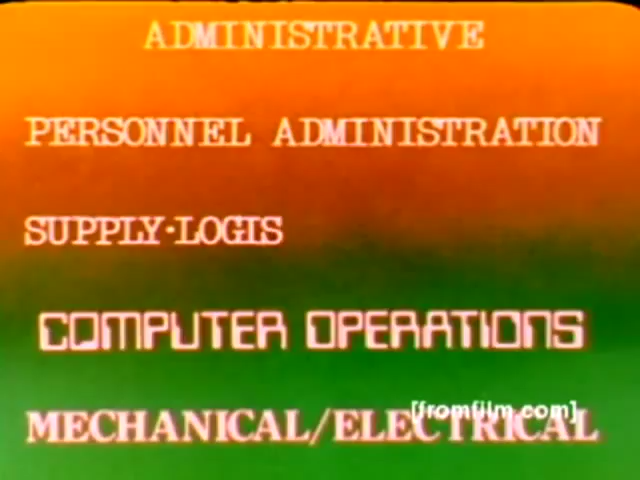 ADMINISTRATIVE
PERSONNEL ADMINISTRATION
SUPPLY-LOGIS
COMPUTER OPERATIONS
[fromfilm.com]
MECHANICAL/ELECTRICAL